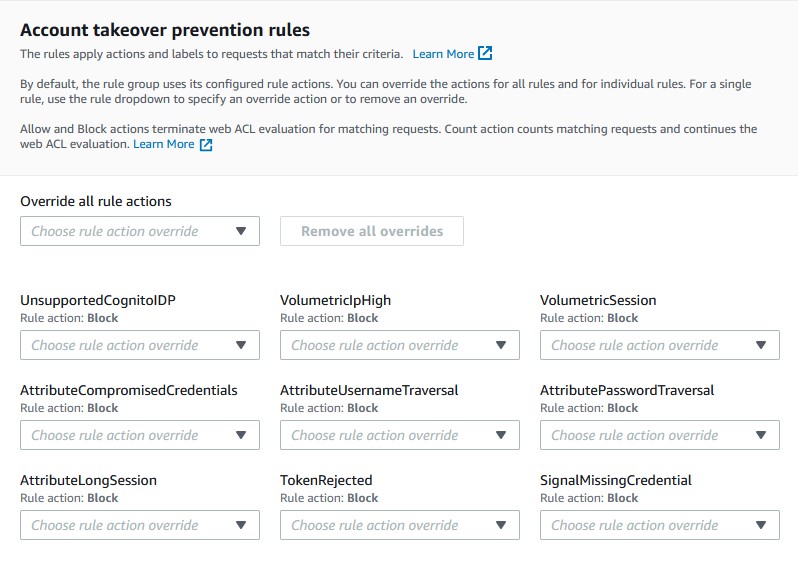 Account takeover prevention rules
The rules apply actions and labels to requests that match their criteria. Learn More
By default, the rule group uses its configured rule actions. You can override the actions for all rules and for individual rules. For a single
rule, use the rule dropdown to specify an override action or to remove an override.
Allow and Block actions terminate web ACL evaluation for matching requests. Count action counts matching requests and continues the
web ACL evaluation. Learn More
Override all rule actions
Choose rule action override Remove all overrides
UnsupportedCognitoIDP VolumetricIpHigh VolumetricSession
Rule action: Block Rule action: Block Rule action: Block
Choose rule action override Choose rule action override Choose rule action override
AttributeCompromisedCredentials AttributeUsernameTraversal AttributePasswordTraversal
Rule action: Block Rule action: Block Rule action: Block
Choose rule action override Choose rule action override Choose rule action override
AttributeLongSession TokenRejected SignalMissingCredential
Rule action: Block Rule action: Block Rule action: Block
Choose rule action override Choose rule action override Choose rule action override